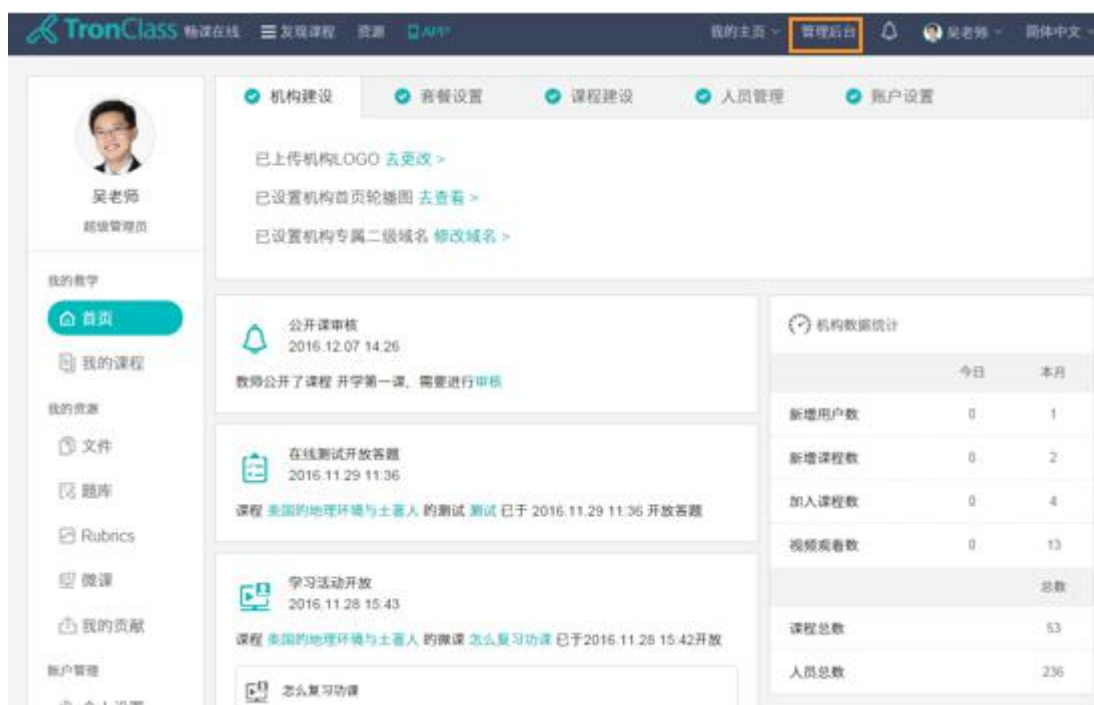 TronClass 畅课在线 发现课程 资源 APP 我的主页 管理后台 吴老师 简体中文
机构建设 套餐设置 课程建设 人员管理 账户设置
已上传机构LOGO 去更改 >
已设置机构首页轮播图 去查看 >
已设置机构专属二级域名 修改域名 >
吴老师
超级管理员
我的教学
首页
我的课程
我的资源
文件
题库
Rubrics
微课
我的贡献
账户管理
公开课审核
2016.12.07 14:26
教师公开了课程 开学第一课，需要进行审核
在线测试开放答题
2016.11.29 11:36
课程 美国的地理环境与土著人 的测试 测试 已于 2016.11.29 11:36 开放答题
学习活动开放
2016.11.28 15:43
课程 美国的地理环境与土著人 的微课 怎么复习功课 已于2016.11.28 15:42开放
怎么复习功课
机构数据统计
今日 本月
新增用户数 0 1
新增课程数 0 2
加入课程数 0 4
视频观看数 0 13
总数
课程总数 53
人员总数 236